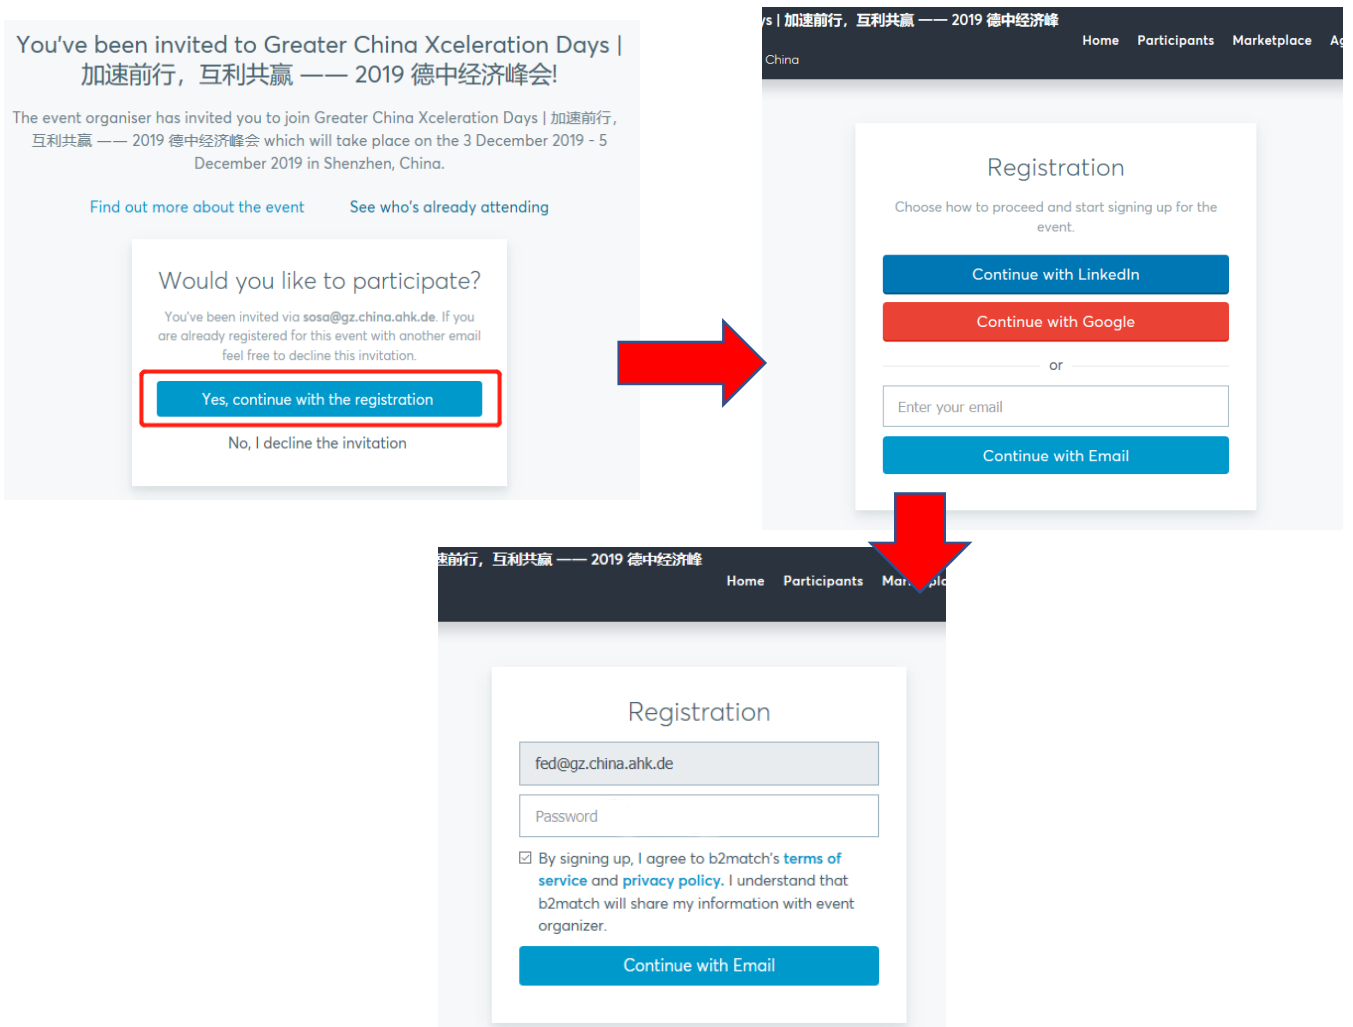 You've been invited to Greater China Xceleration Days |
加速前行，互利共赢 —— 2019 德中经济峰会!
The event organiser has invited you to join Greater China Xceleration Days | 加速前行，
互利共赢 —— 2019 德中经济峰会 which will take place on the 3 December 2019 - 5
December 2019 in Shenzhen, China.
Find out more about the event
See who's already attending
Would you like to participate?
You've been invited via sosa@gz.china.ahk.de. If you
are already registered for this event with another email
feel free to decline this invitation.
Yes, continue with the registration
No, I decline the invitation
| 加速前行，互利共赢 —— 2019 德中经济峰
Home Participants Marketplace
China
Registration
Choose how to proceed and start signing up for the
event.
Continue with LinkedIn
Continue with Google
or
Enter your email
Continue with Email
速前行，互利共赢 —— 2019 德中经济峰
Home Participants
Registration
fed@gz.china.ahk.de
Password
By signing up, I agree to b2match's terms of
service and privacy policy. I understand that
b2match will share my information with event
organizer.
Continue with Email